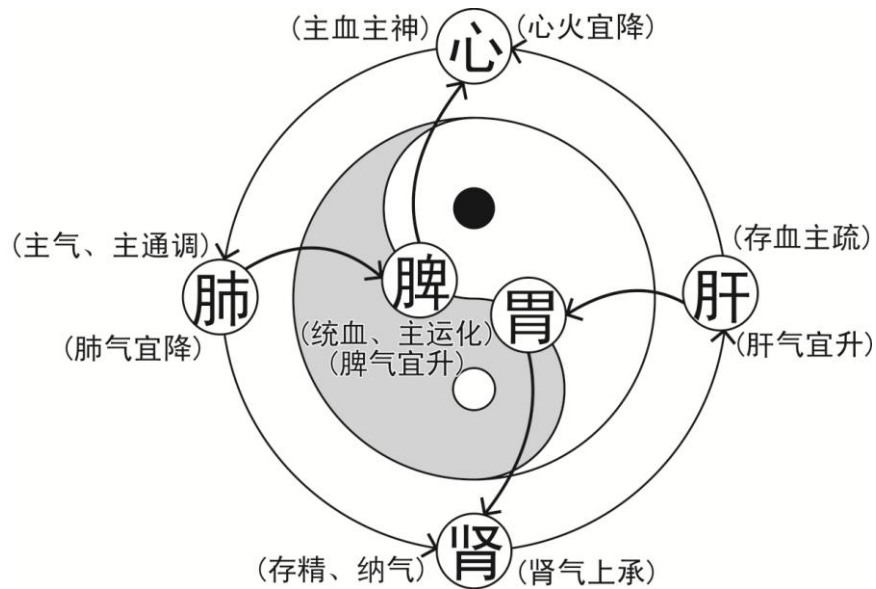 (主血主神)
心
(心火宜降)
(主气、主通调)
肺
(肺气宜降)
脾
(统血、主运化)
(脾气宜升)
胃
(存血主疏)
肝
(肝气宜升)
(存精、纳气)
肾
(肾气上承)